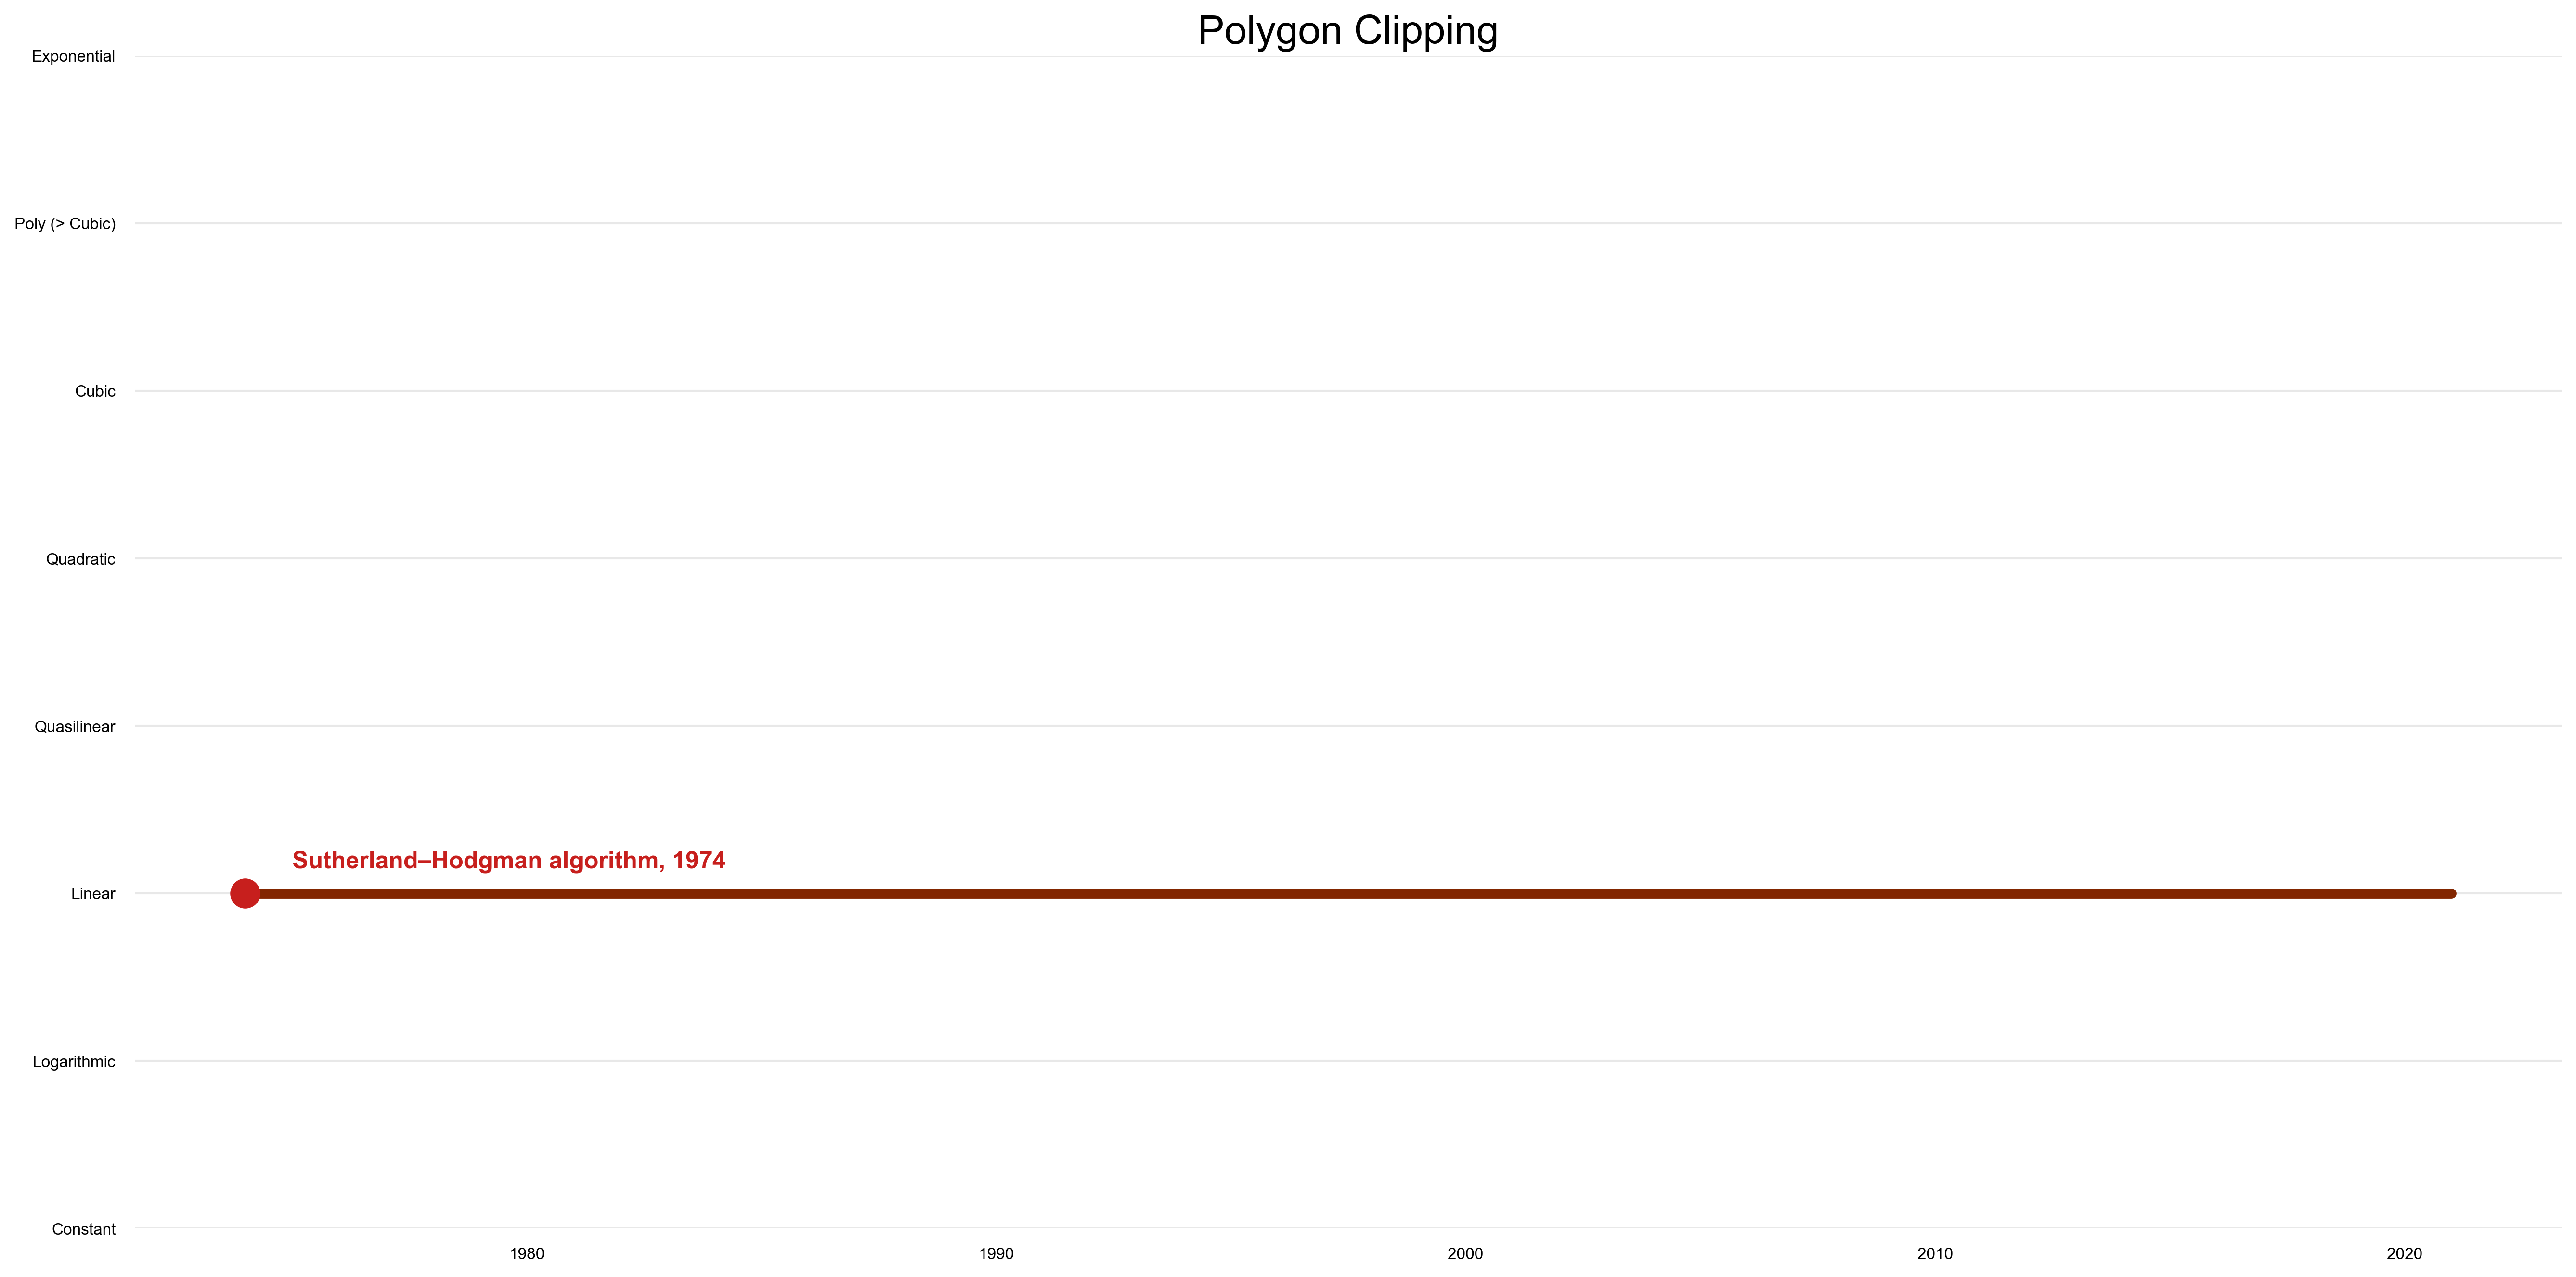 Polygon Clipping
Exponential
Poly (> Cubic)
Cubic
Quadratic
Quasilinear
Sutherland–Hodgman algorithm, 1974
Linear
Logarithmic
Constant
1980 1990 2000 2010 2020